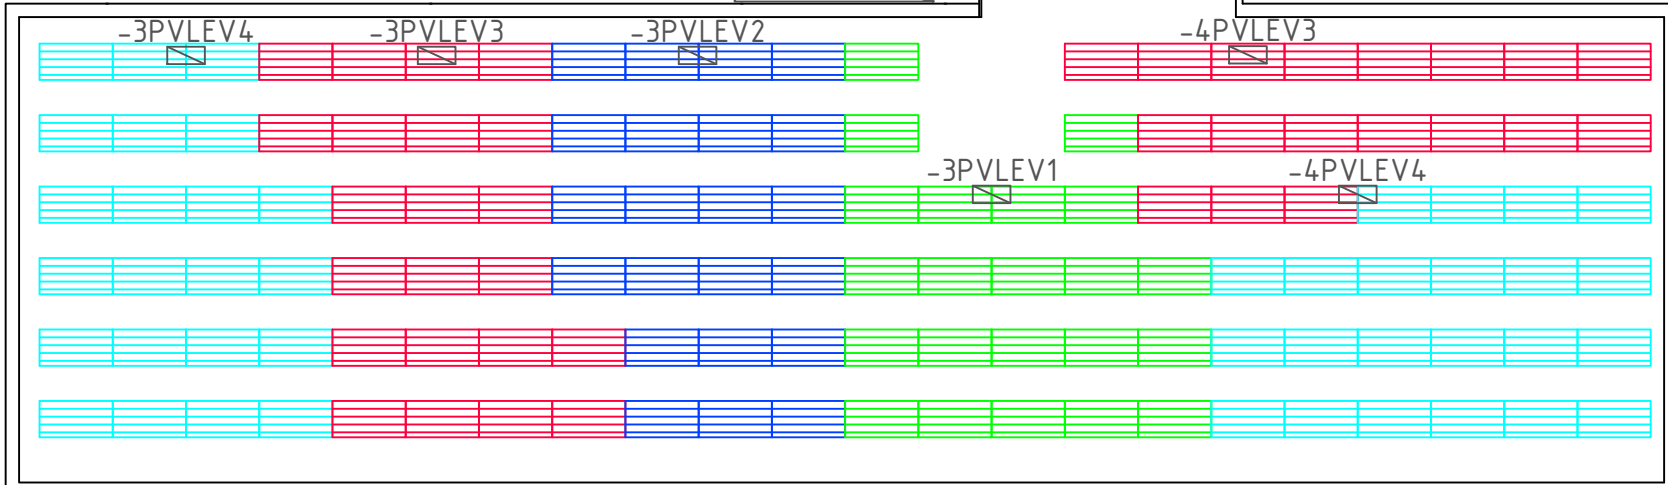 -3PVLEV4 -3PVLEV3 -3PVLEV2 -4PVLEV3
-3PVLEV1 -4PVLEV4